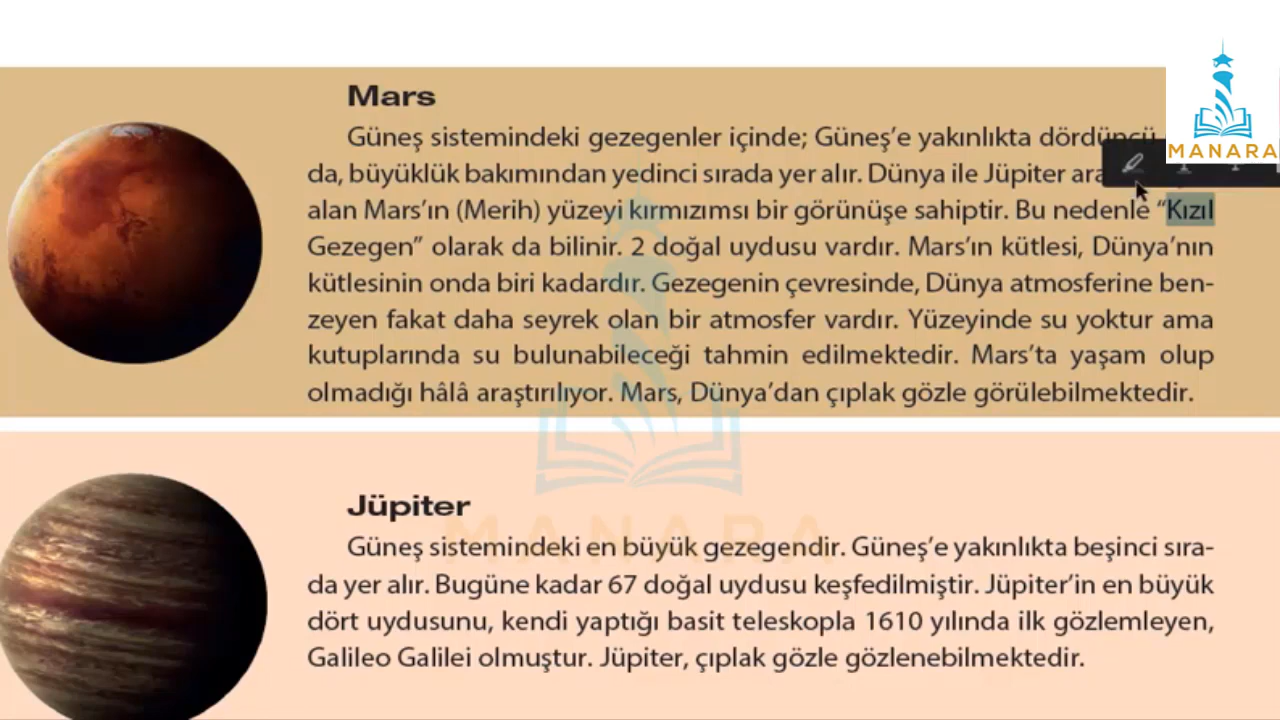 MANARA
Mars
Güneş sistemindeki gezegenler içinde; Güneş’e yakınlıkta dördüncü
da, büyüklük bakımından yedinci sırada yer alır. Dünya ile Jüpiter
alan Mars’ın (Merih) yüzeyi kırmızımsı bir görünüşe sahiptir. Bu nedenle “Kızıl
Gezegen” olarak da bilinir. 2 doğal uydusu vardır. Mars’ın kütlesi, Dünya’nın
kütlesinin onda biri kadardır. Gezegenin çevresinde, Dünya atmosferine ben-
zeyen fakat daha seyrek olan bir atmosfer vardır. Yüzeyinde su yoktur ama
kutuplarında su bulunabileceği tahmin edilmektedir. Mars’ta yaşam olup
olmadığı hâlâ araştırılıyor. Mars, Dünya’dan çıplak gözle görülebilmektedir.
Jüpiter
MANARA
Güneş sistemindeki en büyük gezegendir. Güneş’e yakınlıkta beşinci sıra-
da yer alır. Bugüne kadar 67 doğal uydusu keşfedilmiştir. Jüpiter’in en büyük
dört uydusunu, kendi yaptığı basit teleskopla 1610 yılında ilk gözlemleyen,
Galileo Galilei olmuştur. Jüpiter, çıplak gözle gözlenebilmektedir.